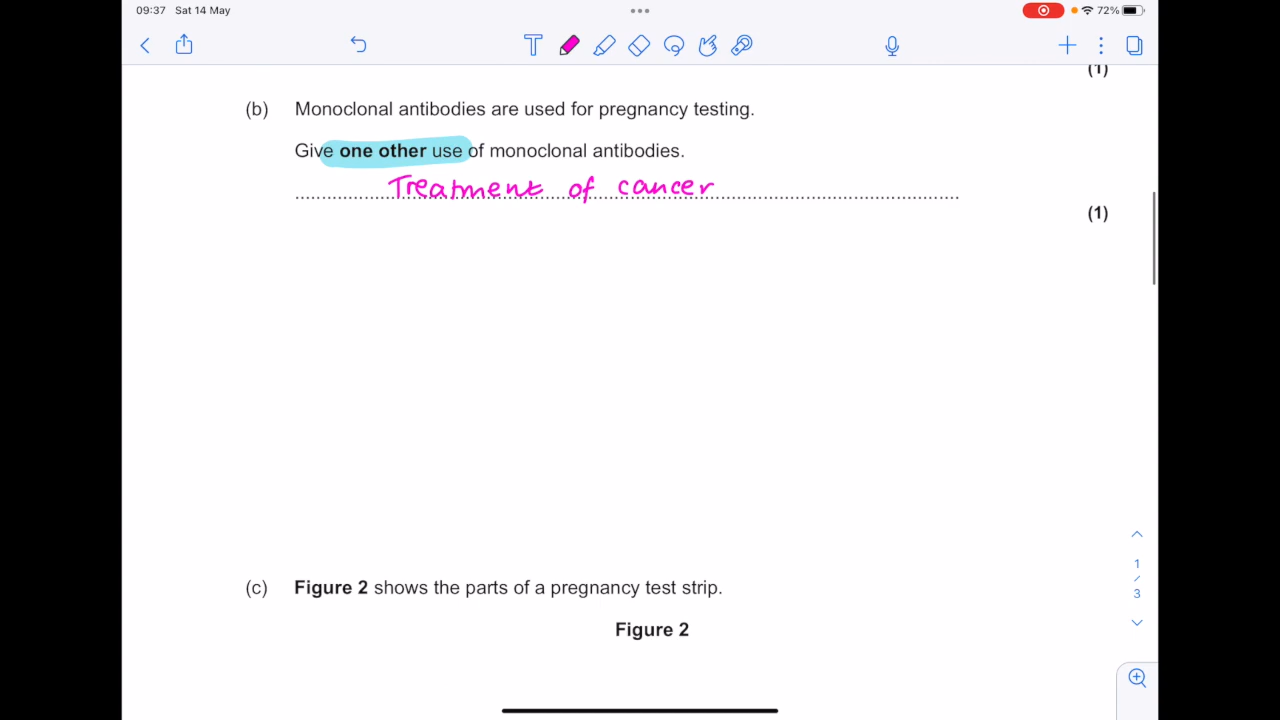 09:37 Sat 14 May
72%
(1)
(b) Monoclonal antibodies are used for pregnancy testing.
Give one other use of monoclonal antibodies.
Treatment of cancer
(1)
1
/
3
(c) Figure 2 shows the parts of a pregnancy test strip.
Figure 2